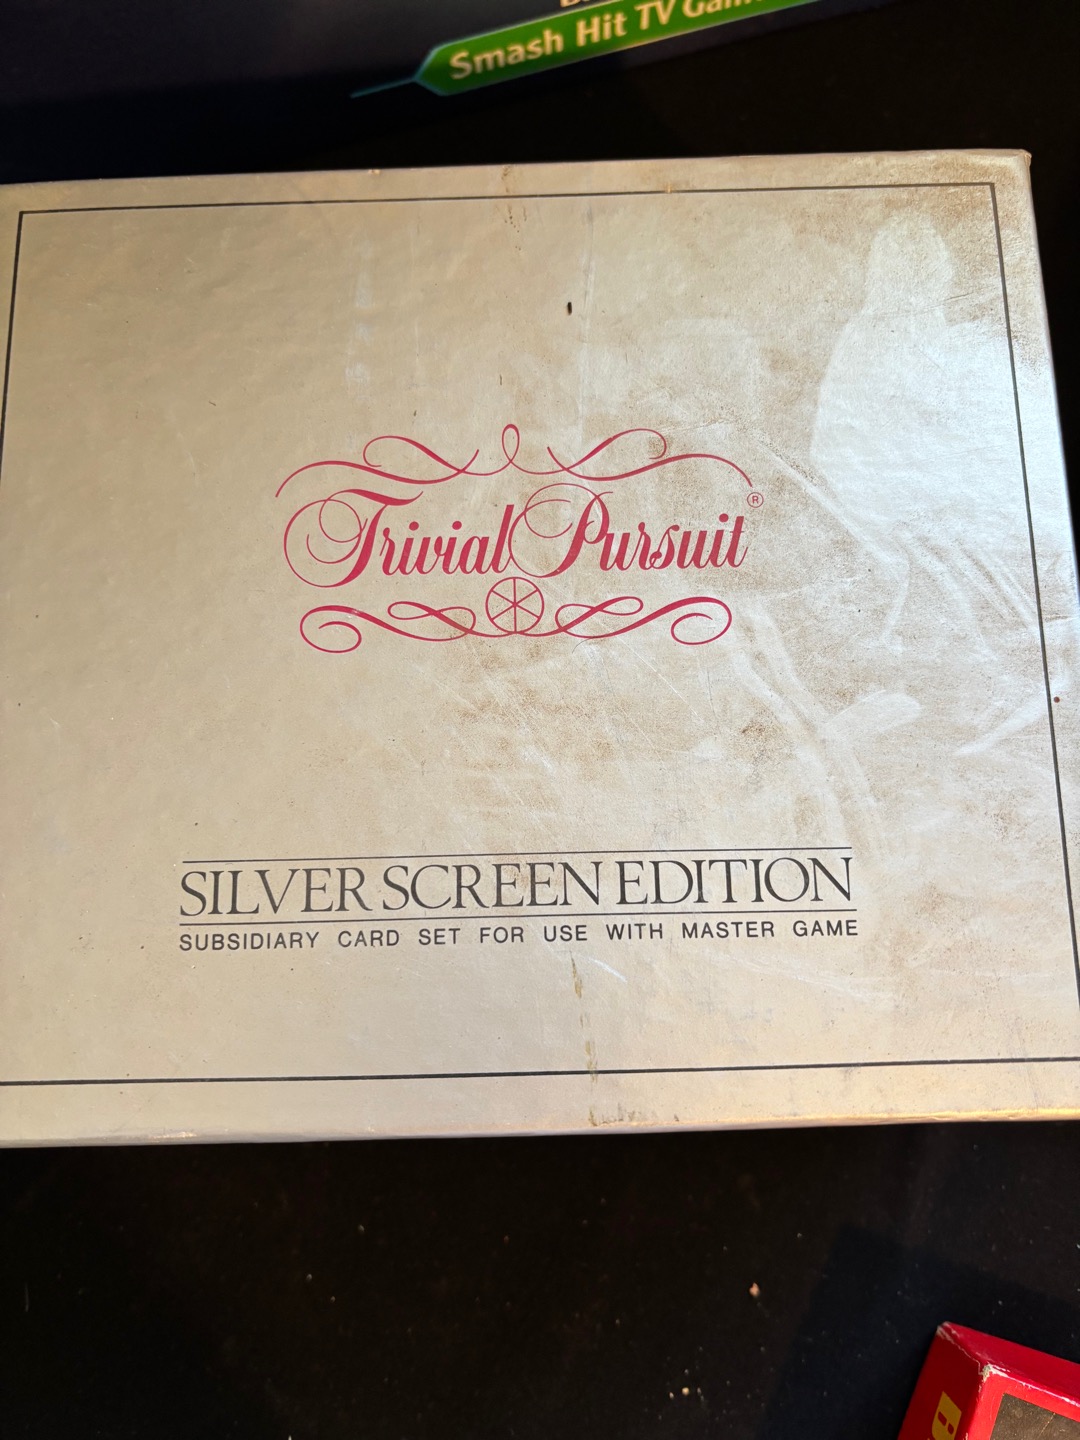 Smash Hit TV
Trivial Pursuit ®
SILVER SCREEN EDITION
SUBSIDIARY CARD SET FOR USE WITH MASTER GAME